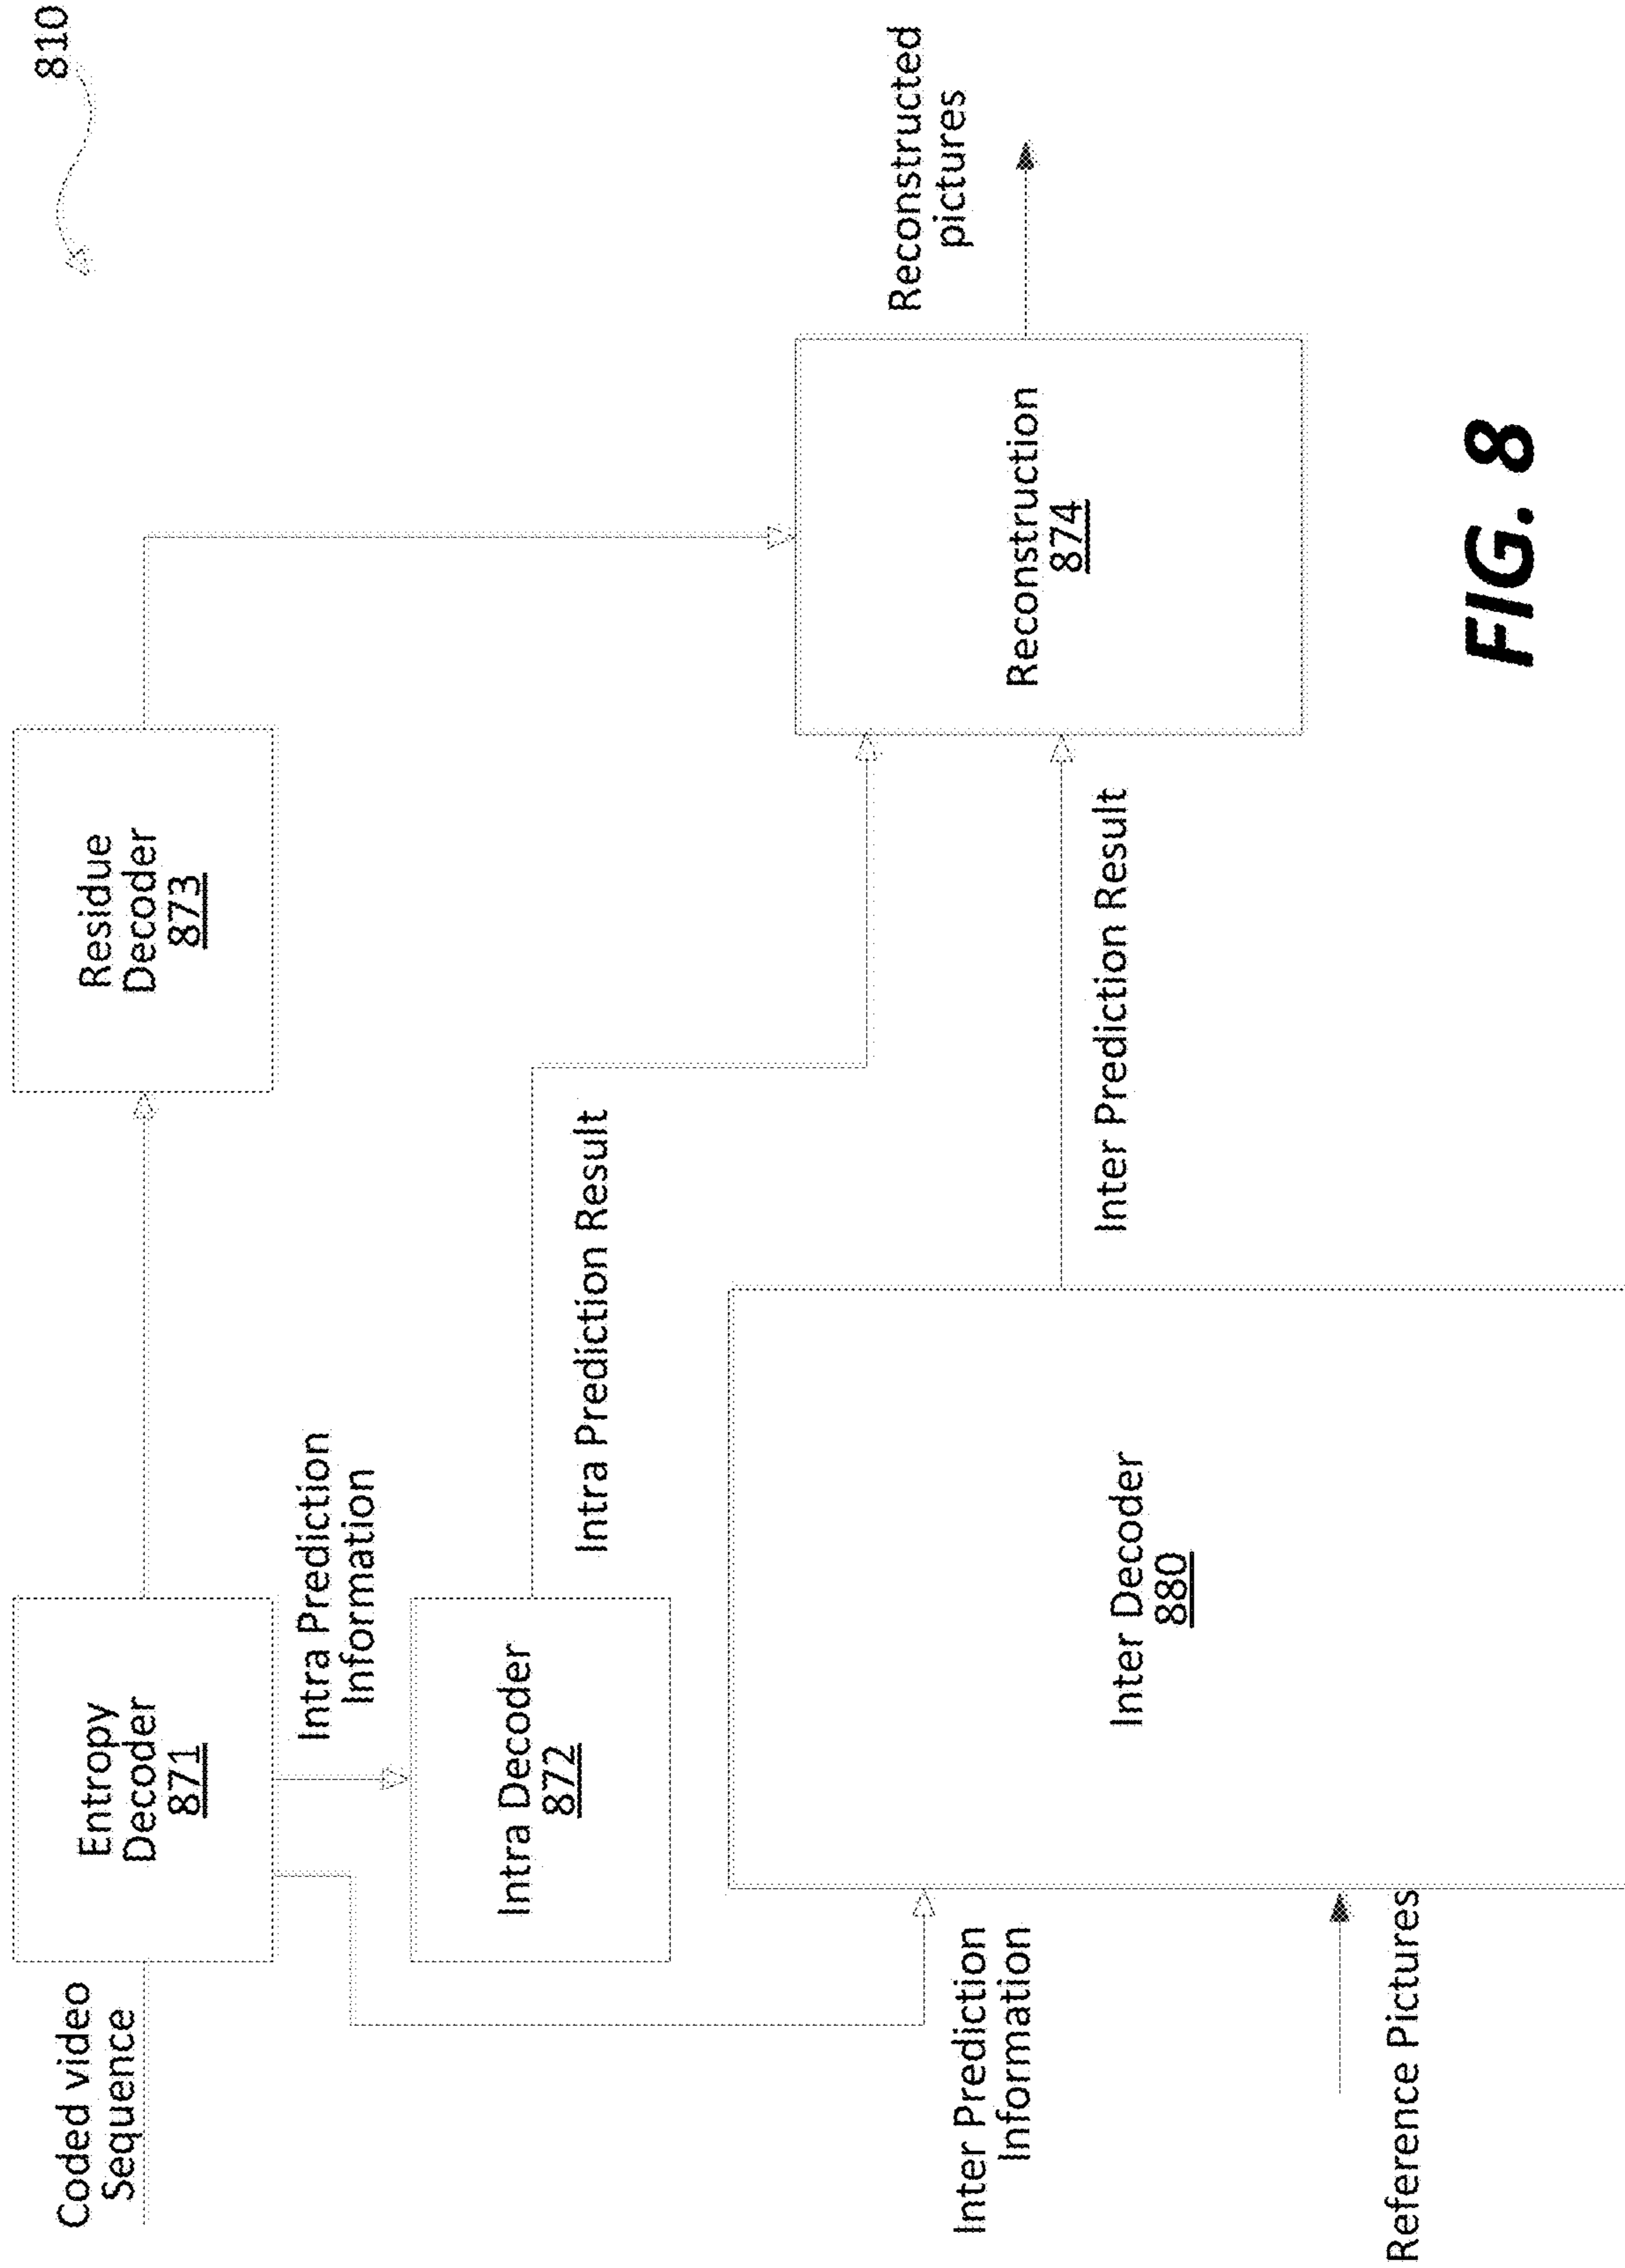 810
Coded video
Sequence
Entropy
Decoder
871
Residue
Decoder
873
Intra Prediction
Information
Intra Decoder
872
Intra Prediction Result
Reconstructed
pictures
Reconstruction
874
Inter Prediction
Information
Inter Decoder
880
Inter Prediction Result
Reference Pictures
FIG. 8